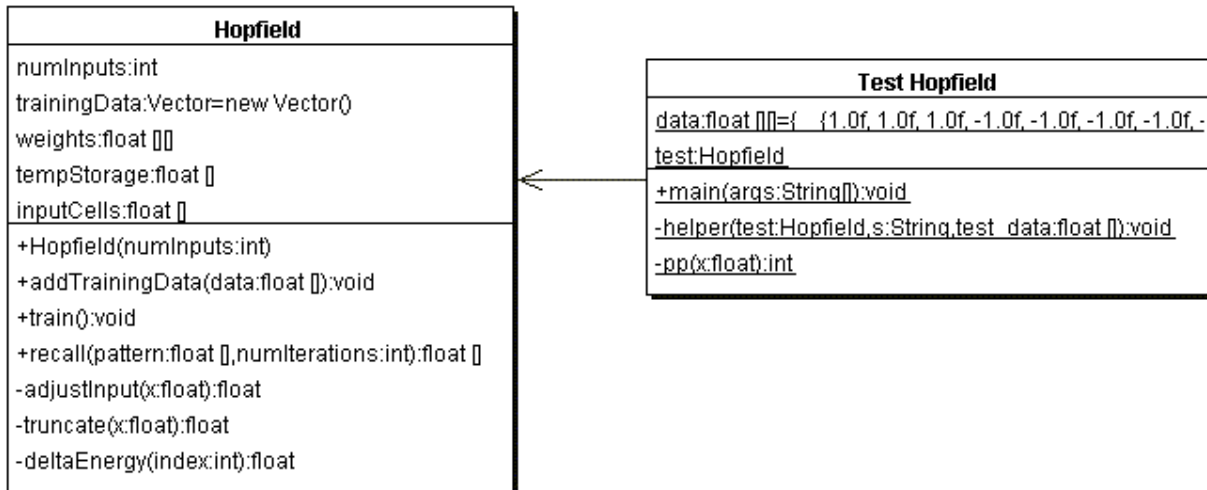 Hopfield
numInputs:int
trainingData:Vector=new Vector()
weights:float [][]
tempStorage:float []
inputCells:float []
+Hopfield(numInputs:int)
+addTrainingData(data:float []):void
+train():void
+recall(pattern:float [],numIterations:int):float []
-adjustInput(x:float):float
-truncate(x:float):float
-deltaEnergy(index:int):float
Test Hopfield
data:float [][]={ {1.0f, 1.0f, 1.0f, -1.0f, -1.0f, -1.0f, -1.0f, -
test:Hopfield
+main(args:String[]):void
-helper(test:Hopfield,s:String,test_data:float []):void
-pp(x:float):int